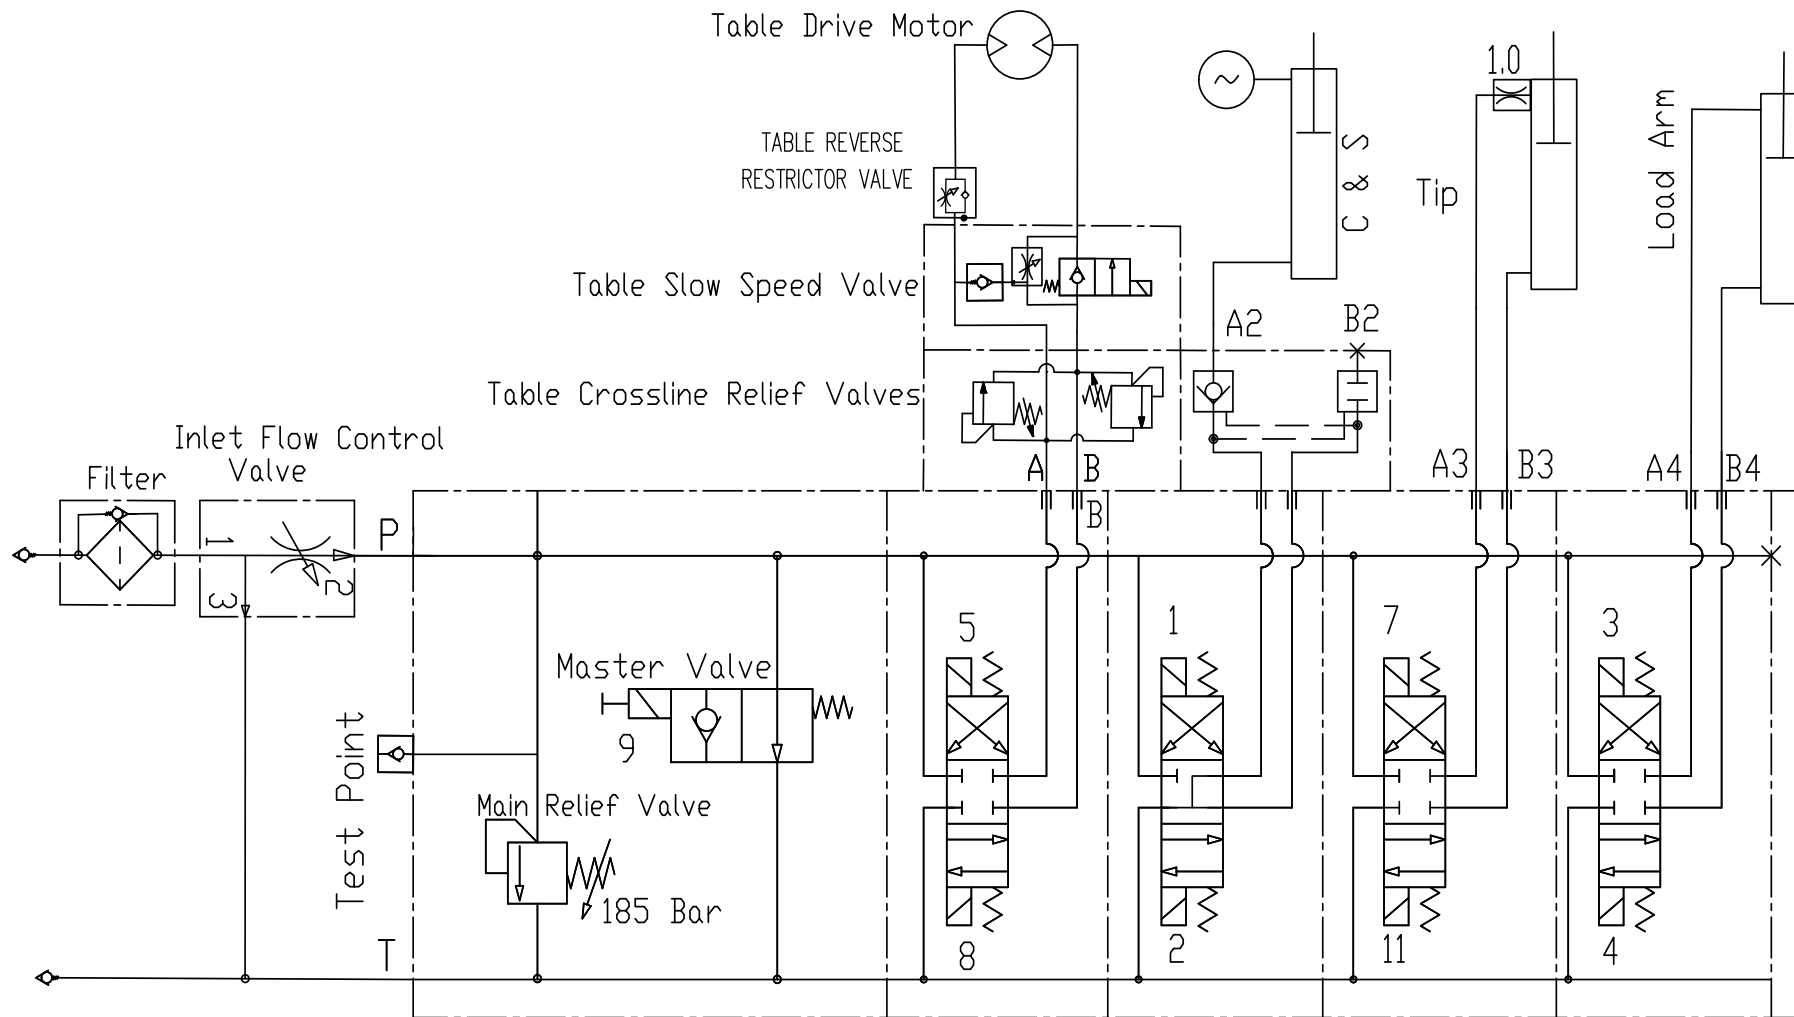 Table Drive Motor
1.0
TABLE REVERSE
RESTRICTOR VALVE
C & S
Tip
Load Arm
Table Slow Speed Valve
A2
B2
Table Crossline Relief Valves
Inlet Flow Control
Valve
Filter
A
B
A3
B3
A4
B4
B
P
1
2
3
5
1
7
3
Master Valve
9
Test Point
Main Relief Valve
185 Bar
8
2
11
4
T